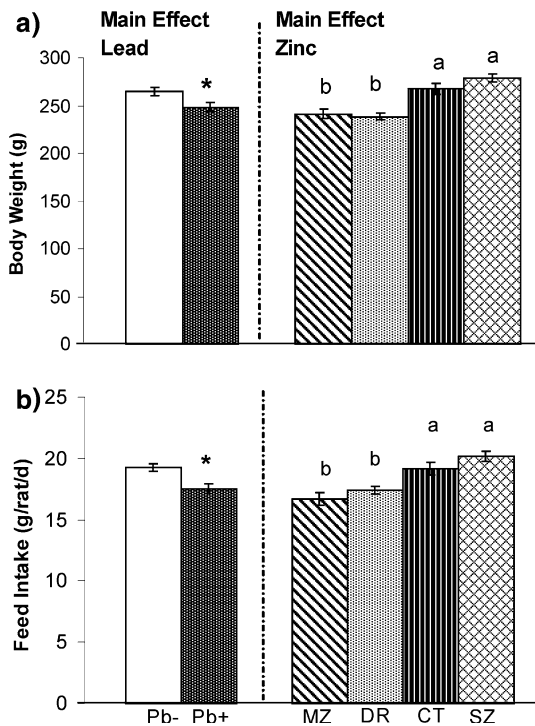 a)
Main Effect Lead
Main Effect Zinc
Body Weight (g)
300
250
200
150
100
50
0
*
b
b
a
a
b)
Feed Intake (g/rat/d)
25
20
15
10
5
0
*
b
b
a
a
Pb- Pb+ MZ DR CT SZ